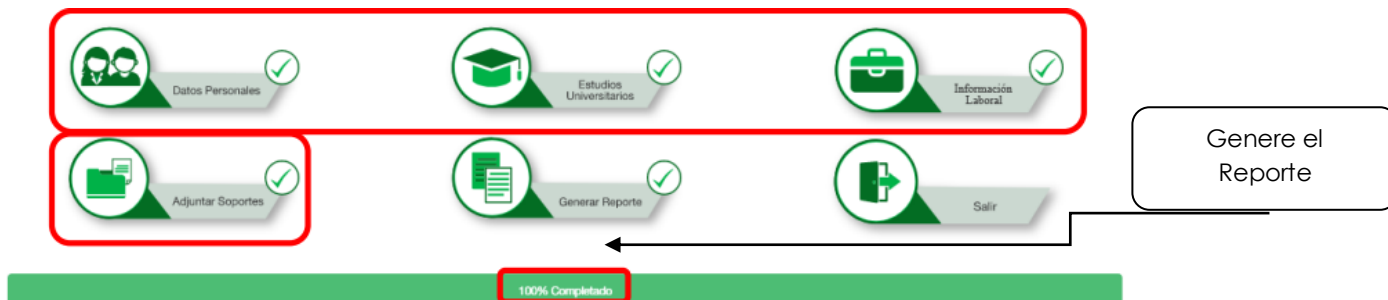 Datos Personales
Estudios
Universitarios
Información
Laboral
Genere el
Reporte
Adjuntar Soportes
Generar Reporte
Salir
100% Completado